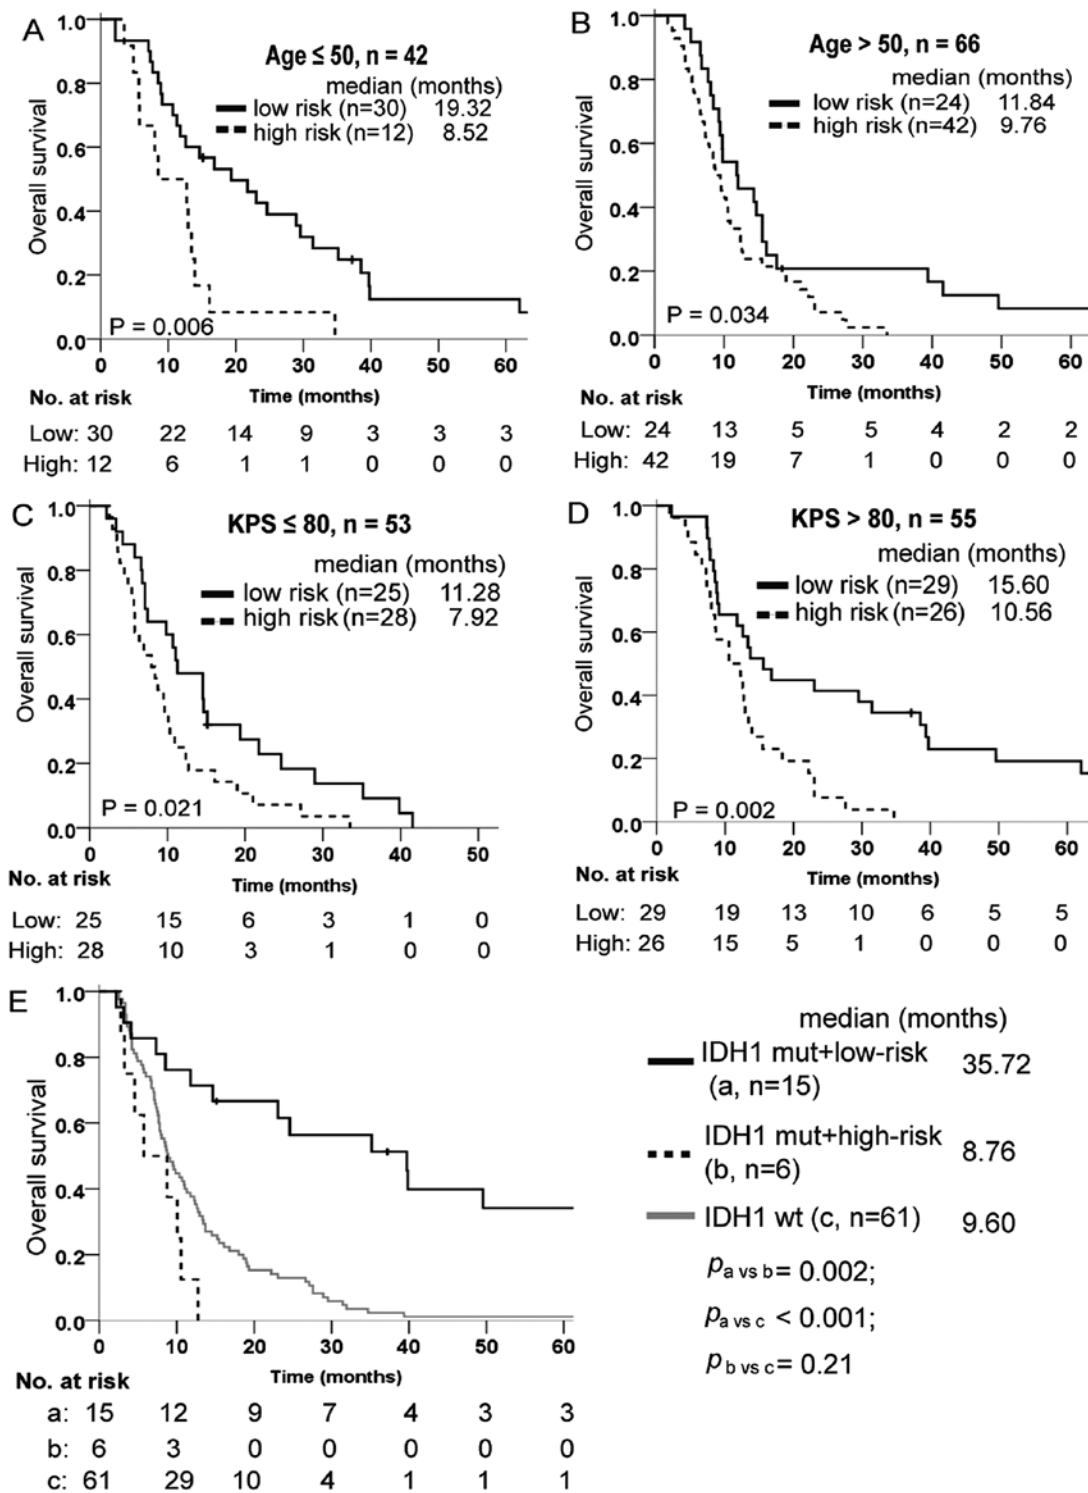 A
Age ≤ 50, n = 42
median (months)
low risk (n=30) 19.32
high risk (n=12) 8.52
Overall survival
1.0
0.8
0.6
0.4
0.2
0.0
P = 0.006
0 10 20 30 40 50 60
No. at risk
Time (months)
Low: 30 22 14 9 3 3 3
High: 12 6 1 1 0 0 0
B
Age > 50, n = 66
median (months)
low risk (n=24) 11.84
high risk (n=42) 9.76
Overall survival
1.0
0.8
0.6
0.4
0.2
0.0
P = 0.034
0 10 20 30 40 50 60
No. at risk
Time (months)
Low: 24 13 5 5 4 2 2
High: 42 19 7 1 0 0 0
C
KPS ≤ 80, n = 53
median (months)
low risk (n=25) 11.28
high risk (n=28) 7.92
Overall survival
1.0
0.8
0.6
0.4
0.2
0.0
P = 0.021
0 10 20 30 40 50
No. at risk
Time (months)
Low: 25 15 6 3 1 0
High: 28 10 3 1 0 0
D
KPS > 80, n = 55
median (months)
low risk (n=29) 15.60
high risk (n=26) 10.56
Overall survival
1.0
0.8
0.6
0.4
0.2
0.0
P = 0.002
0 10 20 30 40 50 60
No. at risk
Time (months)
Low: 29 19 13 10 6 5 5
High: 26 15 5 1 0 0 0
E
Overall survival
1.0
0.8
0.6
0.4
0.2
0.0
0 10 20 30 40 50 60
No. at risk
Time (months)
a: 15 12 9 7 4 3 3
b: 6 3 0 0 0 0 0
c: 61 29 10 4 1 1 1
median (months)
IDH1 mut+low-risk 35.72
(a, n=15)
IDH1 mut+high-risk 8.76
(b, n=6)
IDH1 wt (c, n=61) 9.60
p a vs b = 0.002;
p a vs c < 0.001;
p b vs c = 0.21